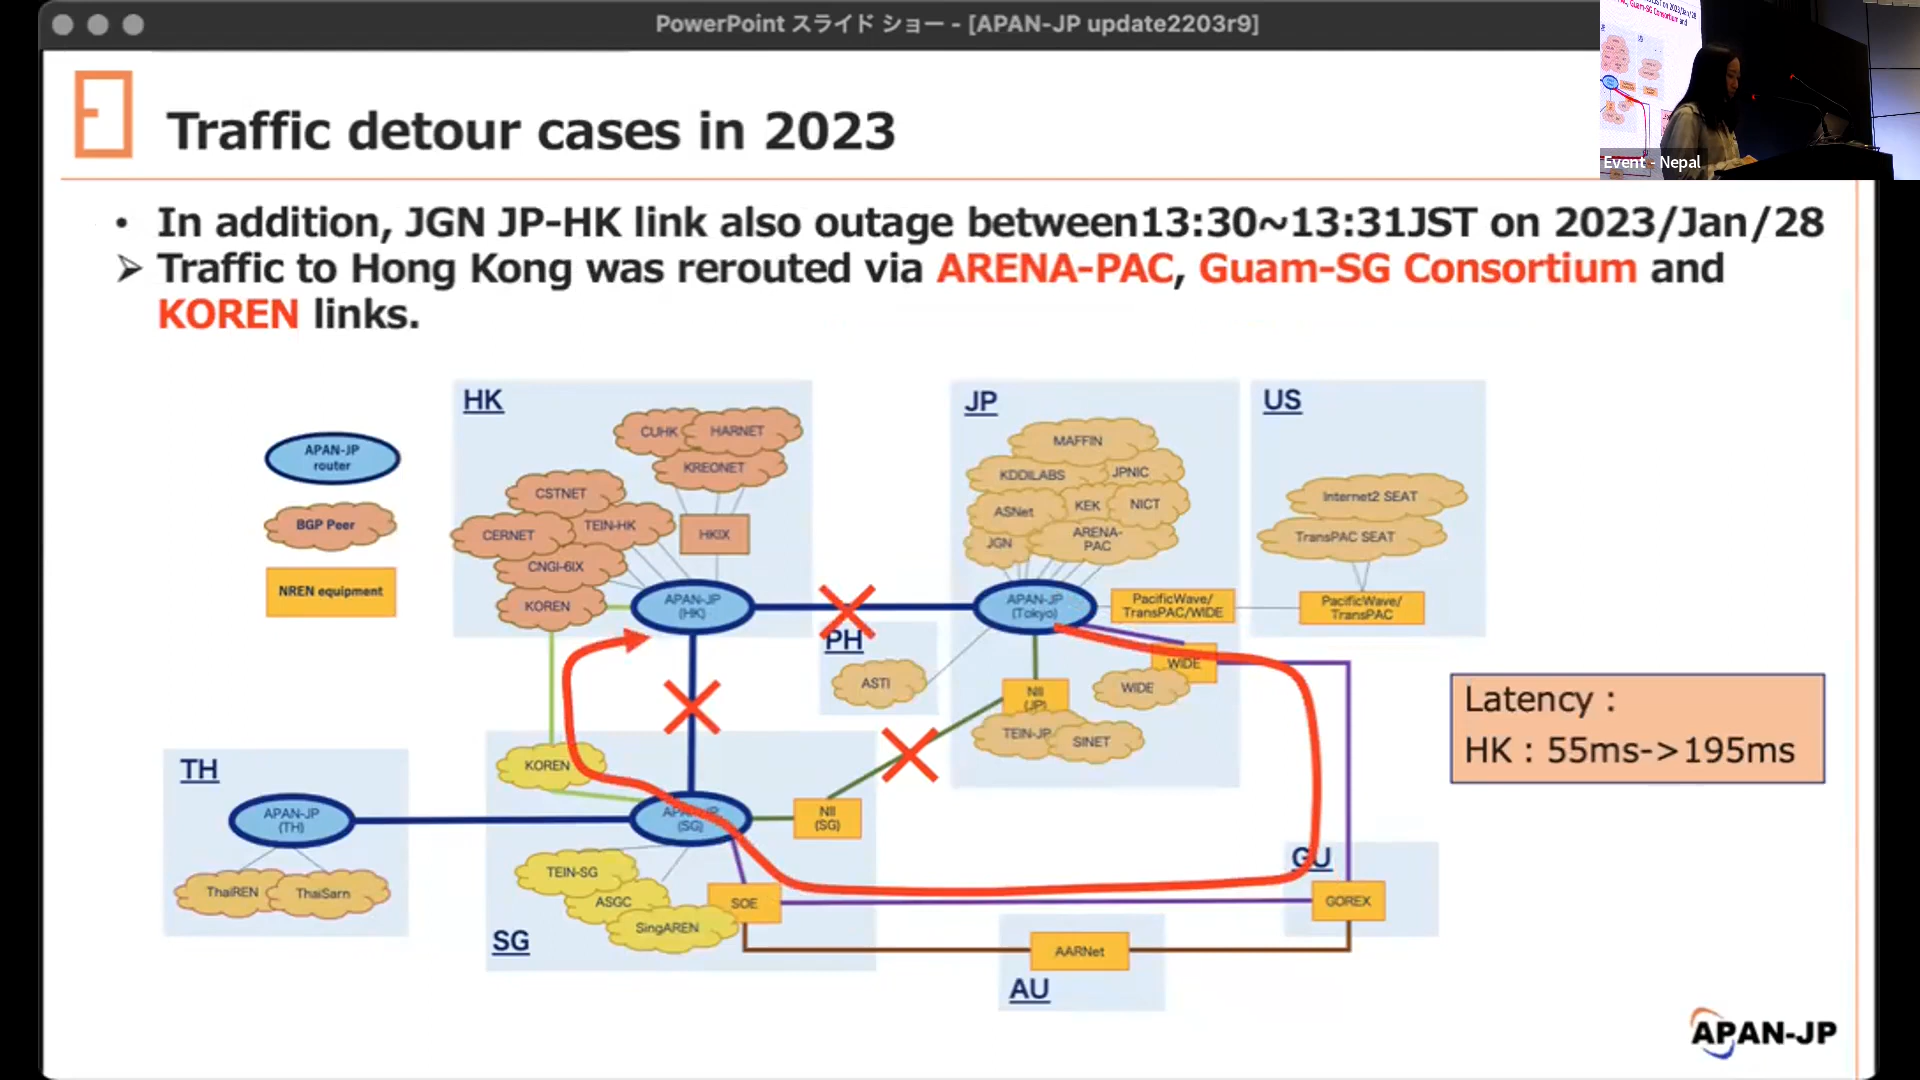 PowerPoint スライド ショー - [APAN-JP update2203r9]
Event - Nepal
Traffic detour cases in 2023
• In addition, JGN JP-HK link also outage between13:30~13:31JST on 2023/Jan/28
➢ Traffic to Hong Kong was rerouted via ARENA-PAC, Guam-SG Consortium and
KOREN links.
APAN-JP
router
BGP Peer
NREN equipment
HK
CUHK
HARNET
KREONET
CSTNET
TEIN-HK
CERNET
HKIX
CNGI-6IX
KOREN
APAN-JP
(HK)
JP
MAFFIN
KDDILABS
JPNIC
ASNet
KEK
NICT
JGN
ARENA-
PAC
APAN-JP
(Tokyo)
PacificWave/
TransPAC/WIDE
WIDE
WIDE
NII
(JP)
TEIN-JP
SINET
US
Internet2 SEAT
TransPAC SEAT
PacificWave/
TransPAC
PH
ASTI
Latency :
HK : 55ms->195ms
TH
APAN-JP
(TH)
ThaiREN
ThaiSarn
KOREN
APAN-JP
(SG)
NII
(SG)
TEIN-SG
ASGC
SOE
SingAREN
SG
GU
GOREX
AARNet
AU
APAN-JP